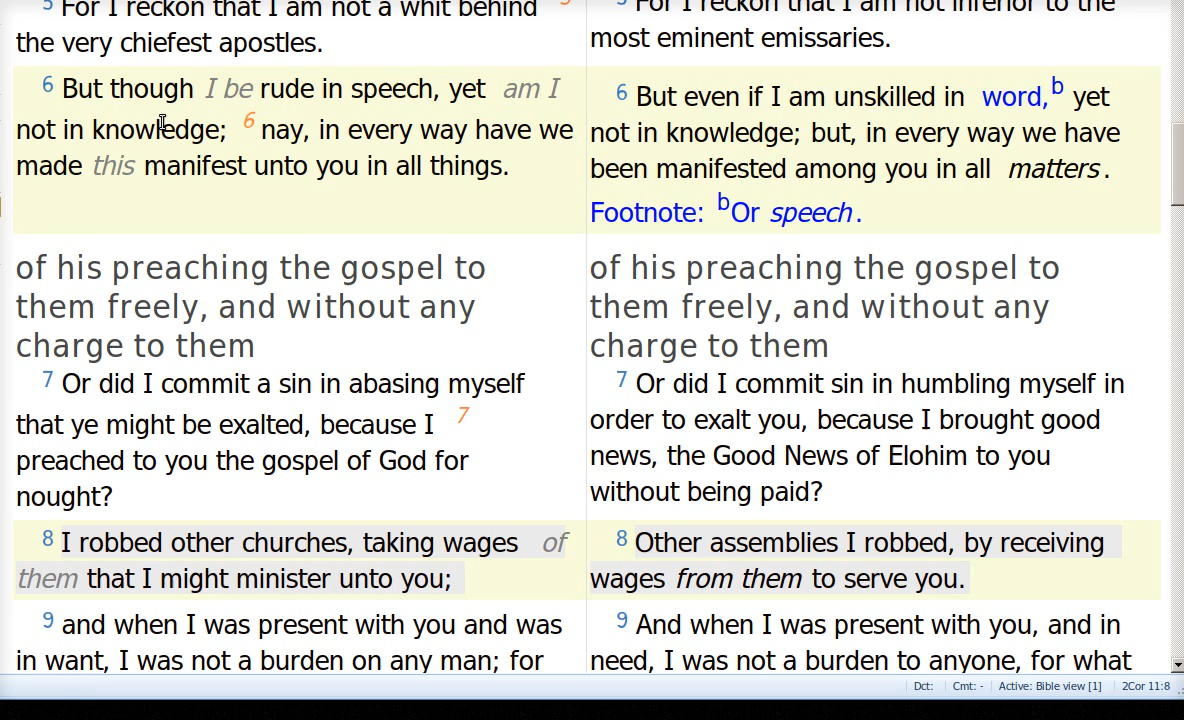 5 For I reckon that I am not a whit behind
the very chiefest apostles.
6 But though I be rude in speech, yet am I
not in knowledge; 6 nay, in every way have we
made this manifest unto you in all things.
of his preaching the gospel to
them freely, and without any
charge to them
7 Or did I commit a sin in abasing myself
that ye might be exalted, because I 7
preached to you the gospel of God for
nought?
8 I robbed other churches, taking wages of
them that I might minister unto you;
9 and when I was present with you and was
in want, I was not a burden on any man; for
For I reckon that I am not inferior to the
most eminent emissaries.
6 But even if I am unskilled in word,b yet
not in knowledge; but, in every way we have
been manifested among you in all matters.
Footnote: bOr speech.
of his preaching the gospel to
them freely, and without any
charge to them
7 Or did I commit sin in humbling myself in
order to exalt you, because I brought good
news, the Good News of Elohim to you
without being paid?
8 Other assemblies I robbed, by receiving
wages from them to serve you.
9 And when I was present with you, and in
need, I was not a burden to anyone, for what
Dct: Cmt: - Active: Bible view [1] 2Cor 11:8